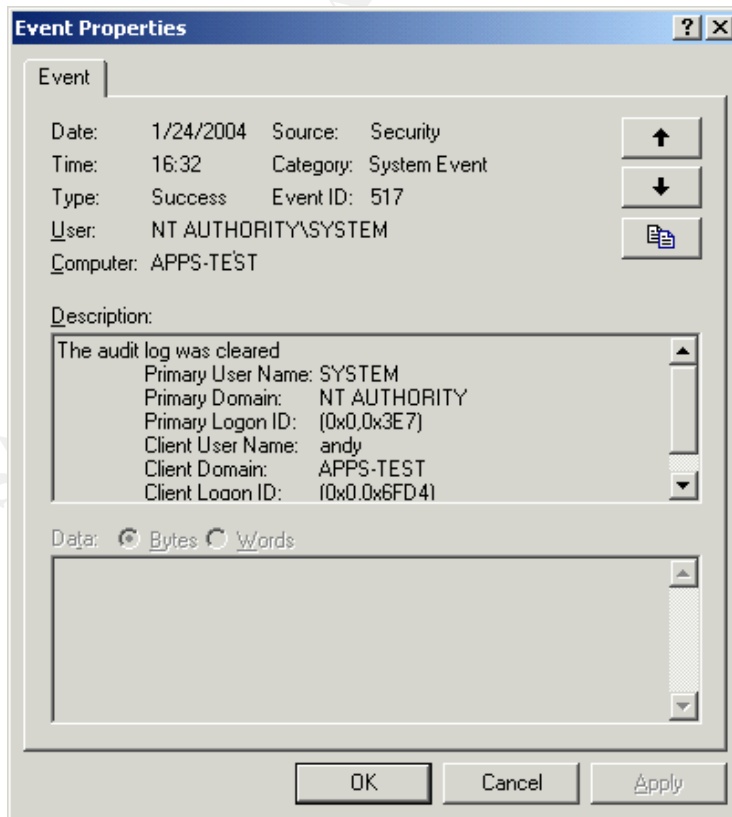 Event Properties
Event
Date: 1/24/2004 Source: Security
Time: 16:32 Category: System Event
Type: Success Event ID: 517
User: NT AUTHORITY\SYSTEM
Computer: APPS-TEST
Description:
The audit log was cleared
Primary User Name: SYSTEM
Primary Domain: NT AUTHORITY
Primary Logon ID: (0x0,0x3E7)
Client User Name: andy
Client Domain: APPS-TEST
Client Logon ID: (0x0,0x6FD4)
Data: Bytes Words
OK Cancel Apply